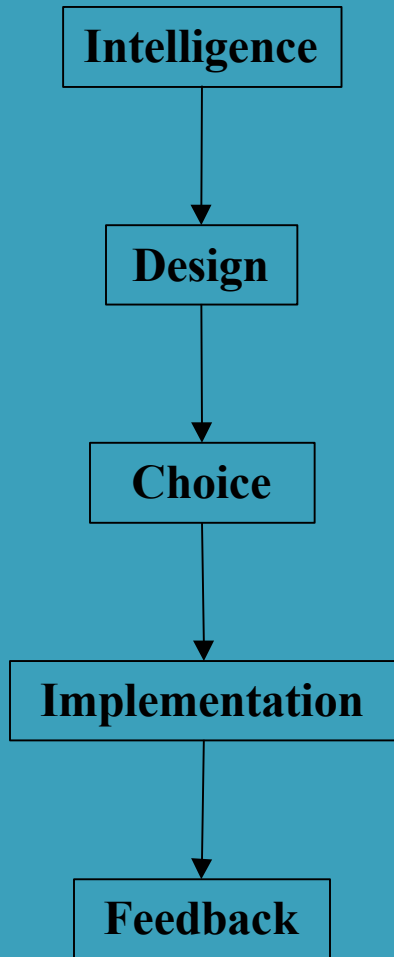 Intelligence
Design
Choice
Implementation
Feedback